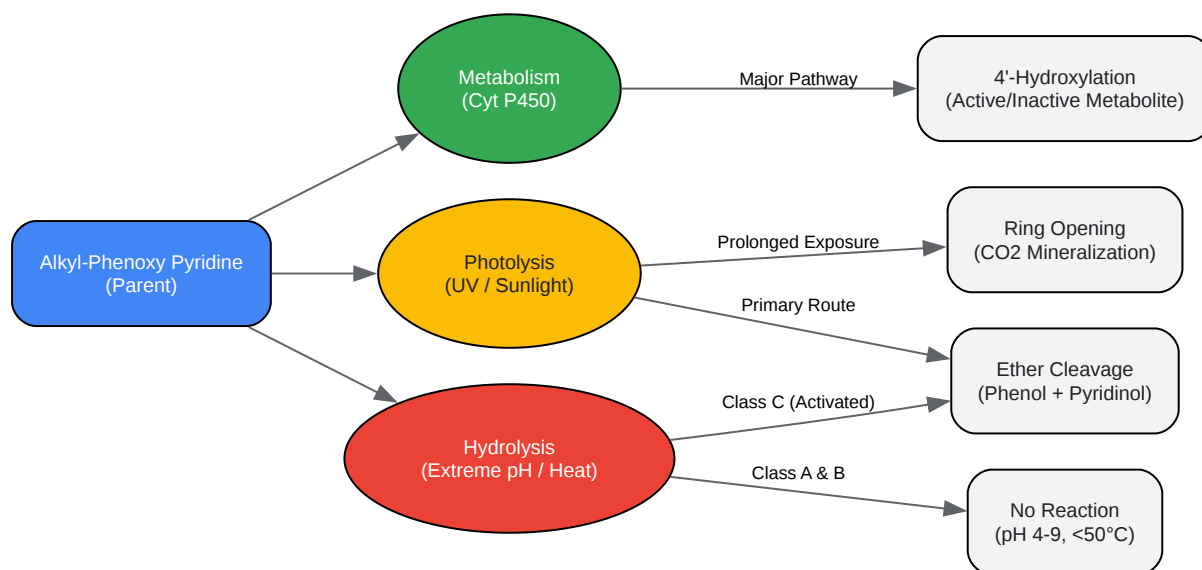 Alkyl-Phenoxy Pyridine
(Parent)
Metabolism
(Cyt P450)
Major Pathway
4'-Hydroxylation
(Active/Inactive Metabolite)
Photolysis
(UV / Sunlight)
Prolonged Exposure
Ring Opening
(CO2 Mineralization)
Primary Route
Ether Cleavage
(Phenol + Pyridinol)
Hydrolysis
(Extreme pH / Heat)
Class C (Activated)
Class A & B
No Reaction
(pH 4-9, <50°C)